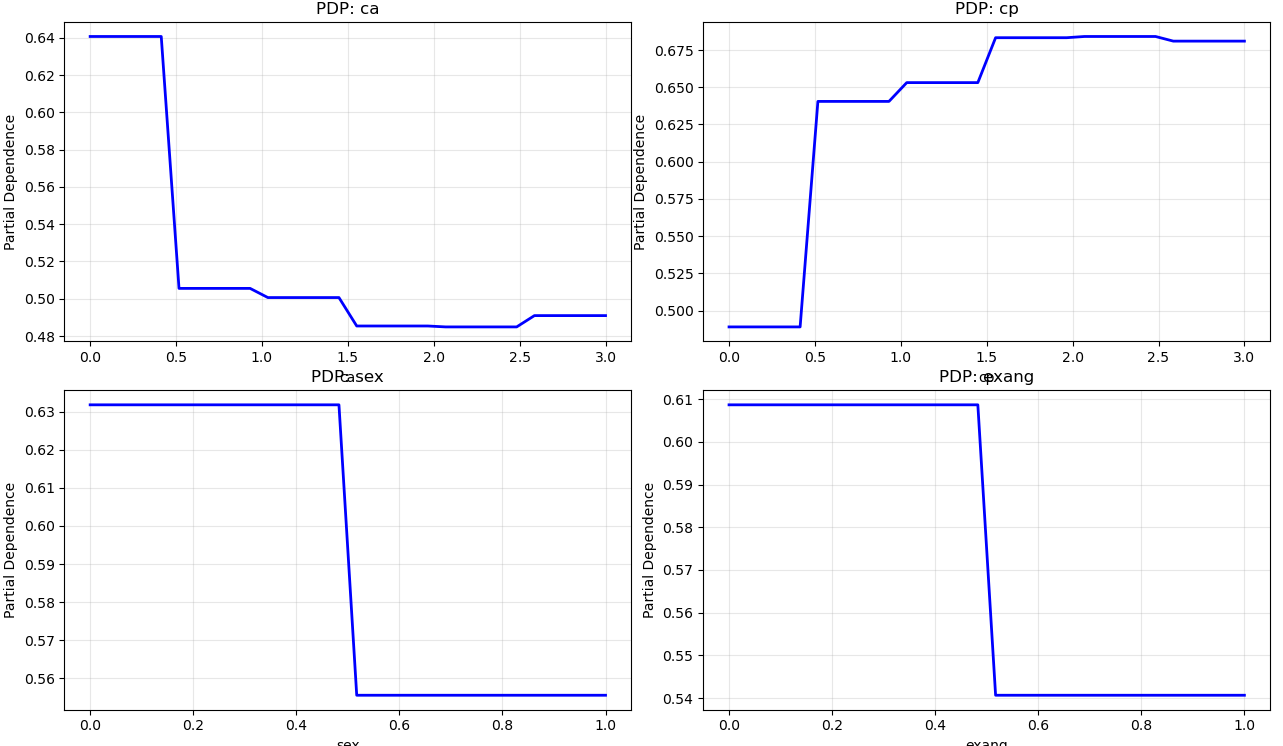 PDP: ca
PDP: cp
Partial Dependence
0.64
0.62
0.60
0.58
0.56
0.54
0.52
0.50
0.48
0.0 0.5 1.0 1.5 2.0 2.5 3.0
ca
Partial Dependence
0.675
0.650
0.625
0.600
0.575
0.550
0.525
0.500
0.0 0.5 1.0 1.5 2.0 2.5 3.0
cp
PDP: sex
PDP: exang
Partial Dependence
0.63
0.62
0.61
0.60
0.59
0.58
0.57
0.56
0.0 0.2 0.4 0.6 0.8 1.0
sex
Partial Dependence
0.61
0.60
0.59
0.58
0.57
0.56
0.55
0.54
0.0 0.2 0.4 0.6 0.8 1.0
exang